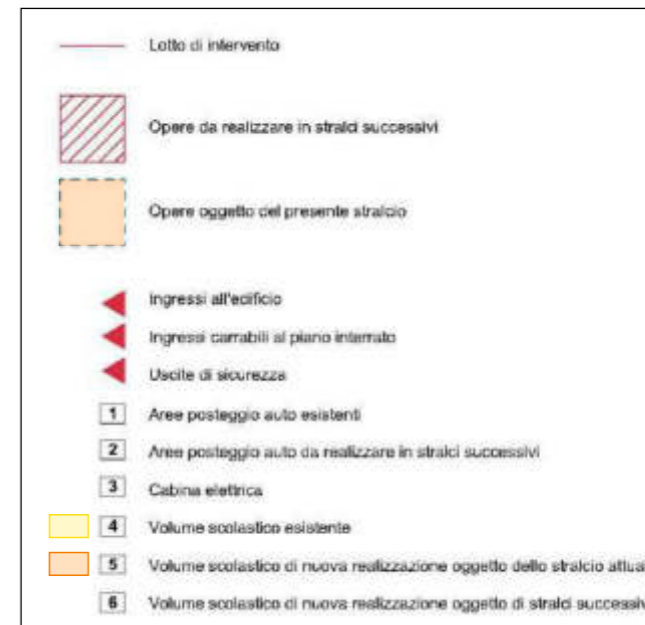 Lotto di intervento
Opere da realizzare in stralci successivi
Opere oggetto del presente stralcio
Ingressi all'edificio
Ingressi carrabili al piano interrato
Uscite di sicurezza
1 Aree posteggio auto esistenti
2 Aree posteggio auto da realizzare in stralci successivi
3 Cabina elettrica
4 Volume scolastico esistente
5 Volume scolastico di nuova realizzazione oggetto dello stralcio attua
6 Volume scolastico di nuova realizzazione oggetto di stralci successiv